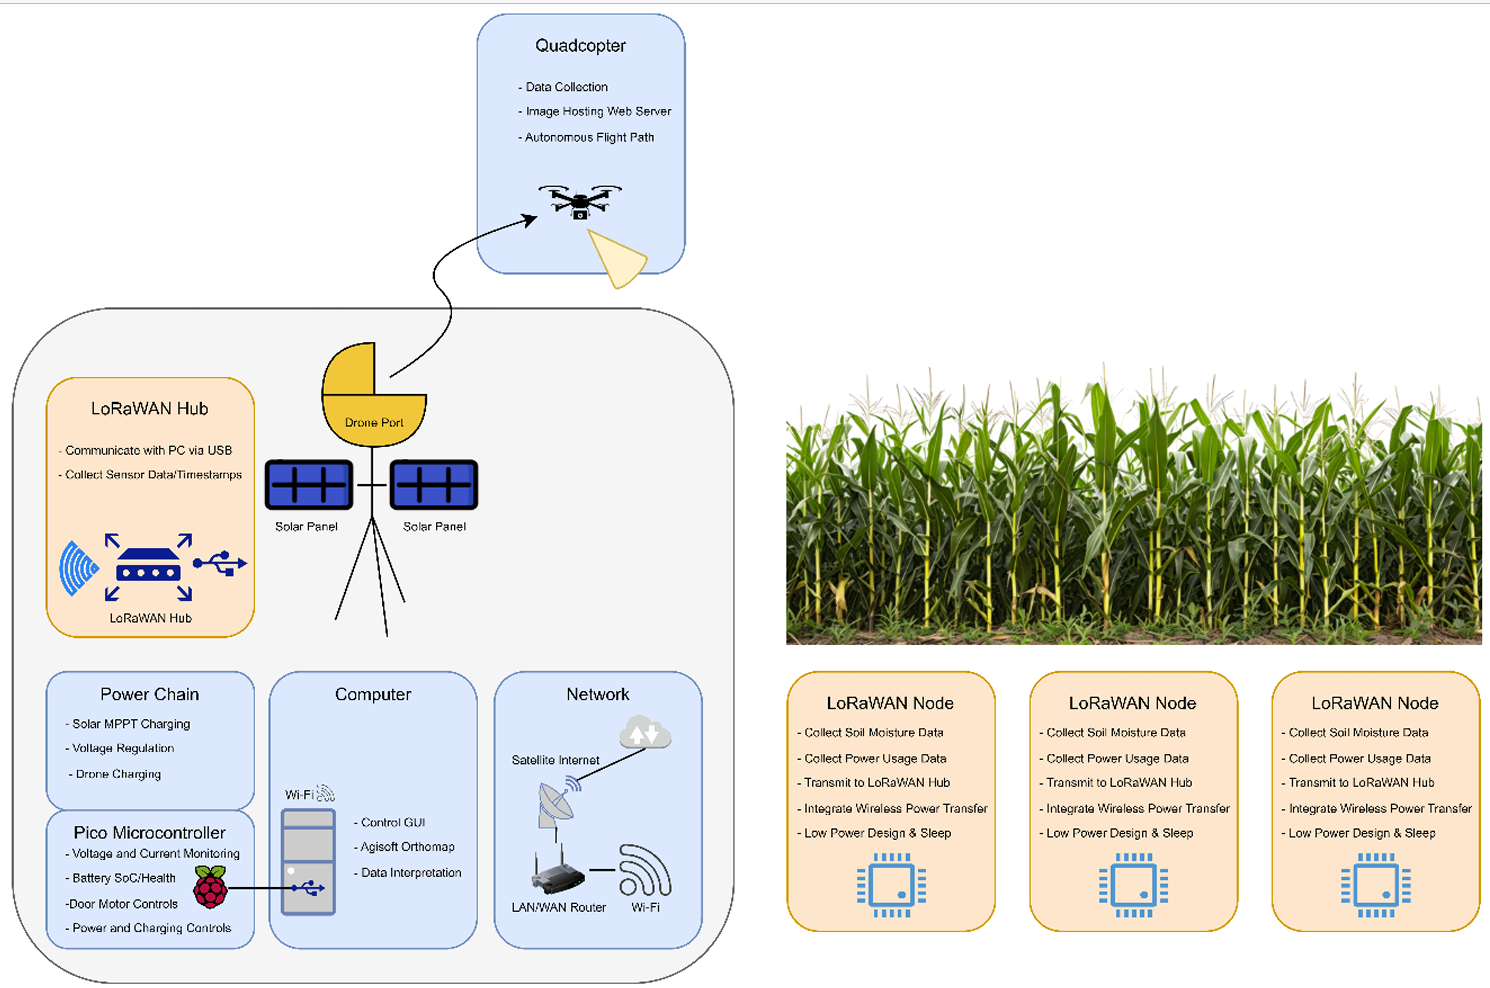 Quadcopter
- Data Collection
- Image Hosting Web Server
- Autonomous Flight Path
Drone Port
Solar Panel
Solar Panel
LoRaWAN Hub
- Communicate with PC via USB
- Collect Sensor Data/Timestamps
LoRaWAN Hub
Power Chain
- Solar MPPT Charging
- Voltage Regulation
- Drone Charging
Pico Microcontroller
- Voltage and Current Monitoring
- Battery SoC/Health
-Door Motor Controls
- Power and Charging Controls
Computer
Wi-Fi
- Control GUI
- Agisoft Orthomap
- Data Interpretation
Network
Satellite Internet
LAN/WAN Router
Wi-Fi
LoRaWAN Node
- Collect Soil Moisture Data
- Collect Power Usage Data
- Transmit to LoRaWAN Hub
- Integrate Wireless Power Transfer
- Low Power Design & Sleep
LoRaWAN Node
- Collect Soil Moisture Data
- Collect Power Usage Data
- Transmit to LoRaWAN Hub
- Integrate Wireless Power Transfer
- Low Power Design & Sleep
LoRaWAN Node
- Collect Soil Moisture Data
- Collect Power Usage Data
- Transmit to LoRaWAN Hub
- Integrate Wireless Power Transfer
- Low Power Design & Sleep